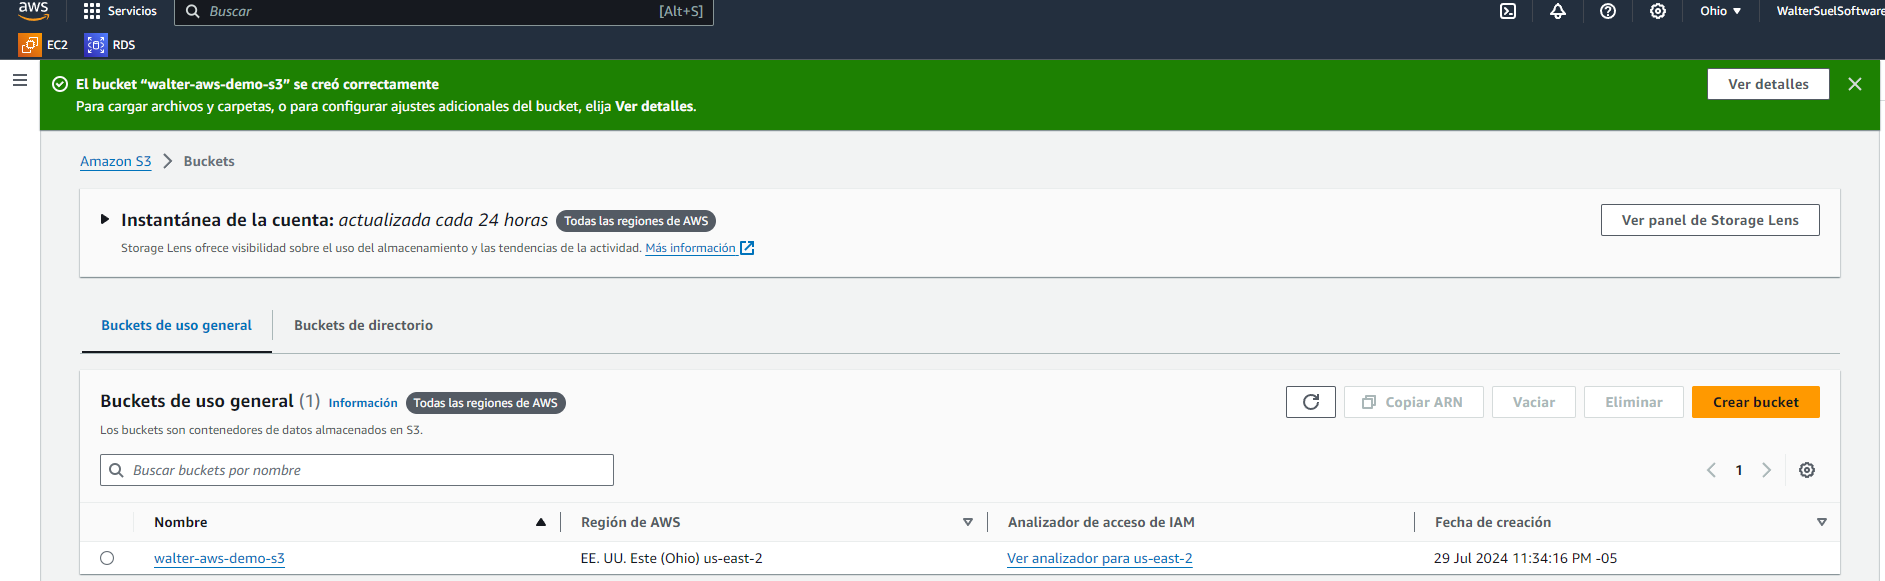 aws
Servicios
Buscar [Alt+S]
Ohio
WalterSuelSoftware
EC2
RDS
El bucket “walter-aws-demo-s3” se creó correctamente
Para cargar archivos y carpetas, o para configurar ajustes adicionales del bucket, elija Ver detalles.
Ver detalles
Amazon S3
Buckets
Instantánea de la cuenta: actualizada cada 24 horas
Todas las regiones de AWS
Storage Lens ofrece visibilidad sobre el uso del almacenamiento y las tendencias de la actividad. Más información
Ver panel de Storage Lens
Buckets de uso general
Buckets de directorio
Buckets de uso general (1)
Información
Todas las regiones de AWS
Los buckets son contenedores de datos almacenados en S3.
Copiar ARN
Vaciar
Eliminar
Crear bucket
Buscar buckets por nombre
1
Nombre
Región de AWS
Analizador de acceso de IAM
Fecha de creación
walter-aws-demo-s3
EE. UU. Este (Ohio) us-east-2
Ver analizador para us-east-2
29 Jul 2024 11:34:16 PM -05